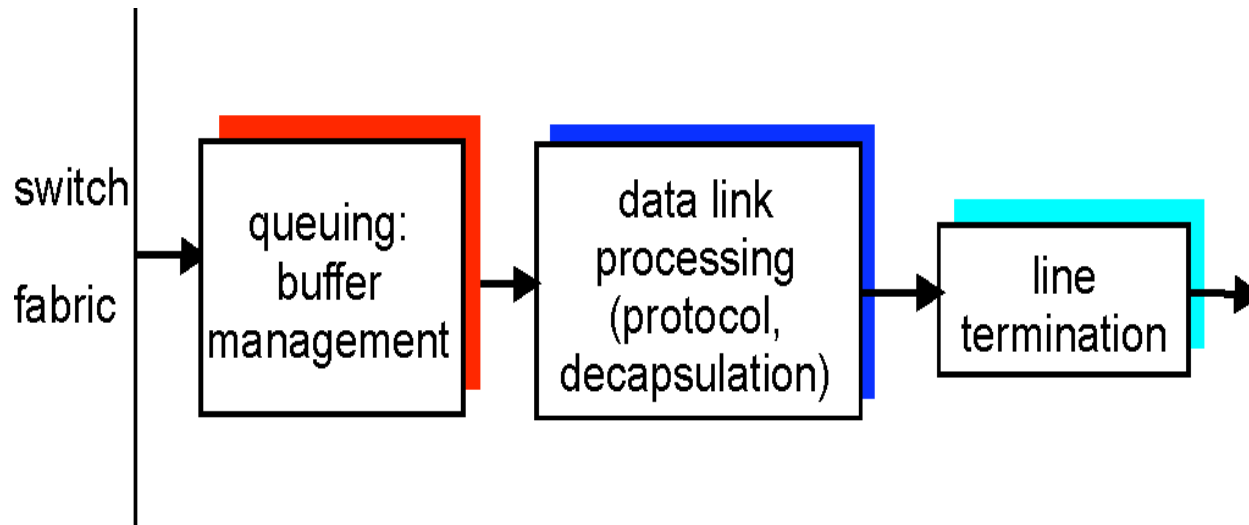 switch
fabric
queuing:
buffer
management
data link
processing
(protocol,
decapsulation)
line
termination